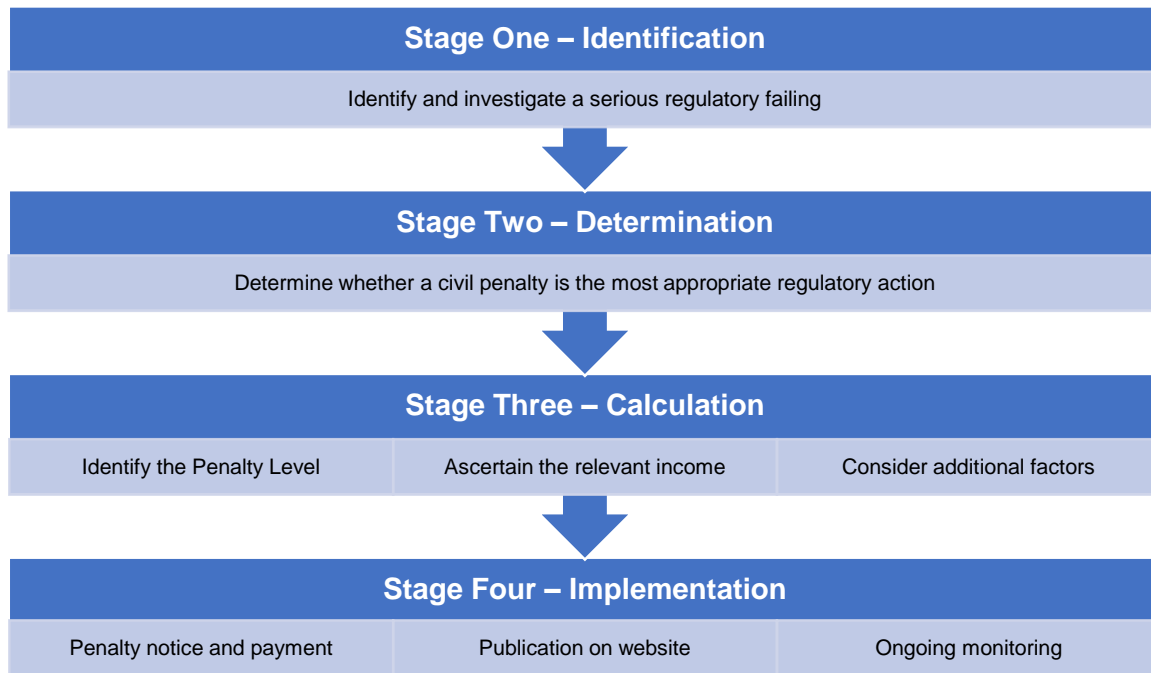 Stage One – Identification
Identify and investigate a serious regulatory failing
Stage Two – Determination
Determine whether a civil penalty is the most appropriate regulatory action
Stage Three – Calculation
Identify the Penalty Level
Ascertain the relevant income
Consider additional factors
Stage Four – Implementation
Penalty notice and payment
Publication on website
Ongoing monitoring